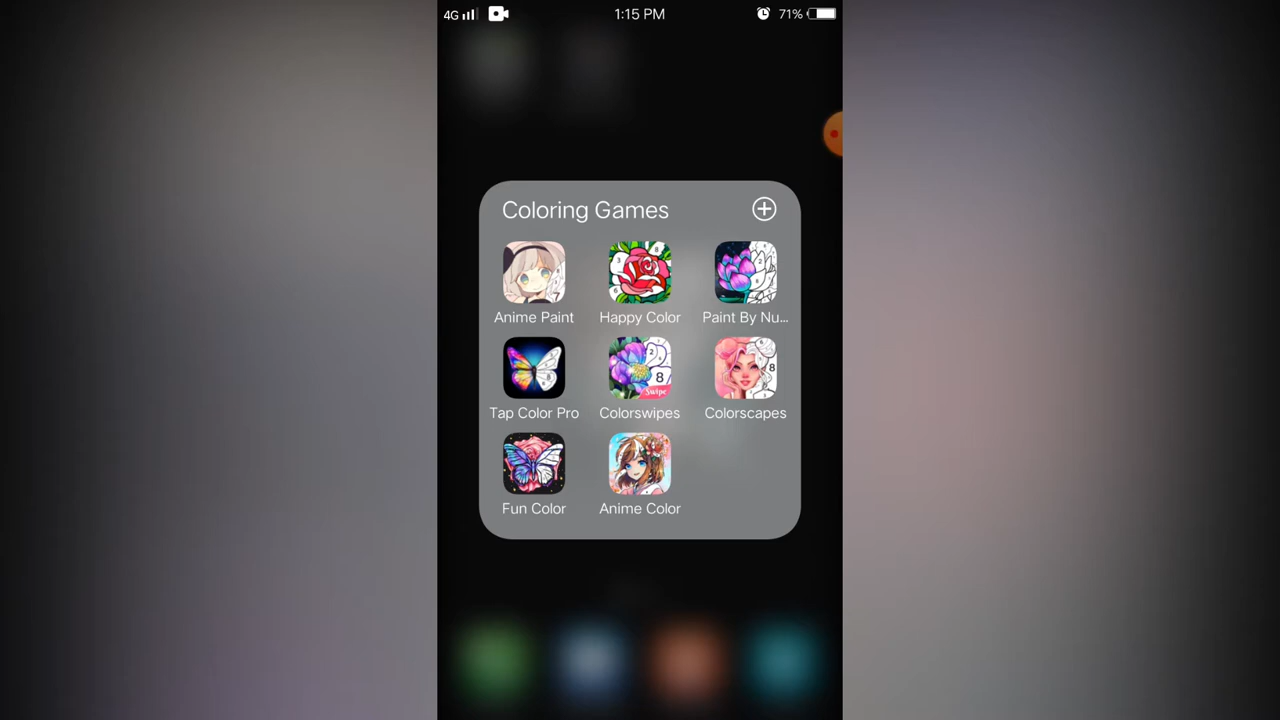 4G 1:15 PM 71%
Coloring Games
Anime Paint Happy Color Paint By Nu...
Tap Color Pro Colorswipes Colorscapes
Fun Color Anime Color